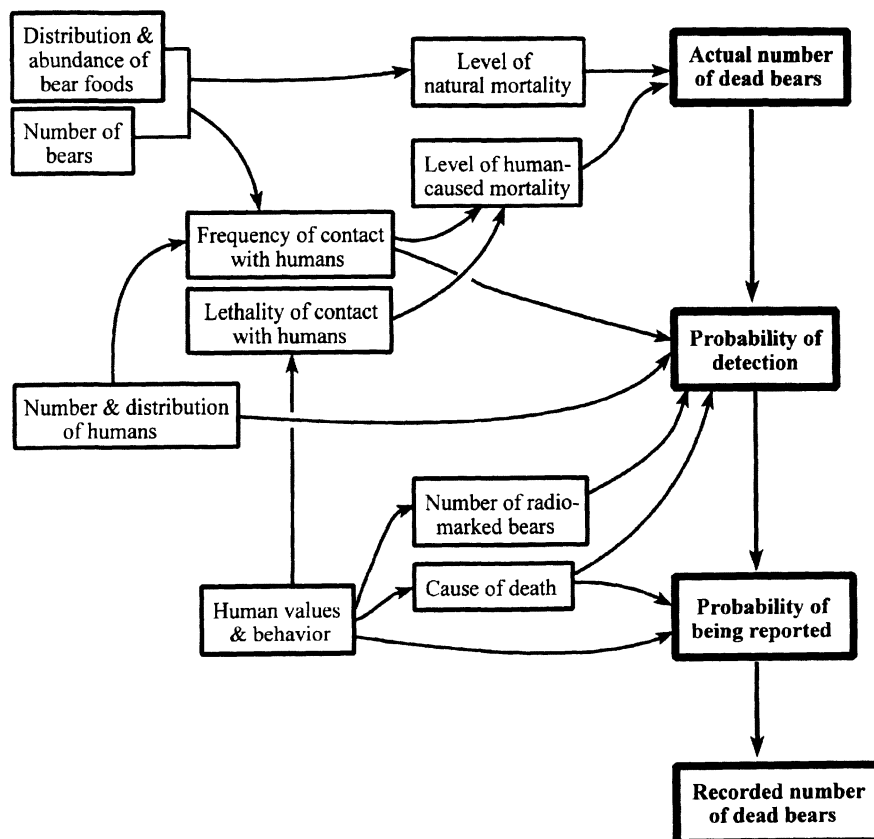 Distribution &
abundance of
bear foods
Number of
bears
Level of
natural mortality
Actual number
of dead bears
Level of human-
caused mortality
Frequency of contact
with humans
Lethality of contact
with humans
Probability of
detection
Number & distribution
of humans
Number of radio-
marked bears
Cause of death
Human values
& behavior
Probability of
being reported
Recorded number
of dead bears